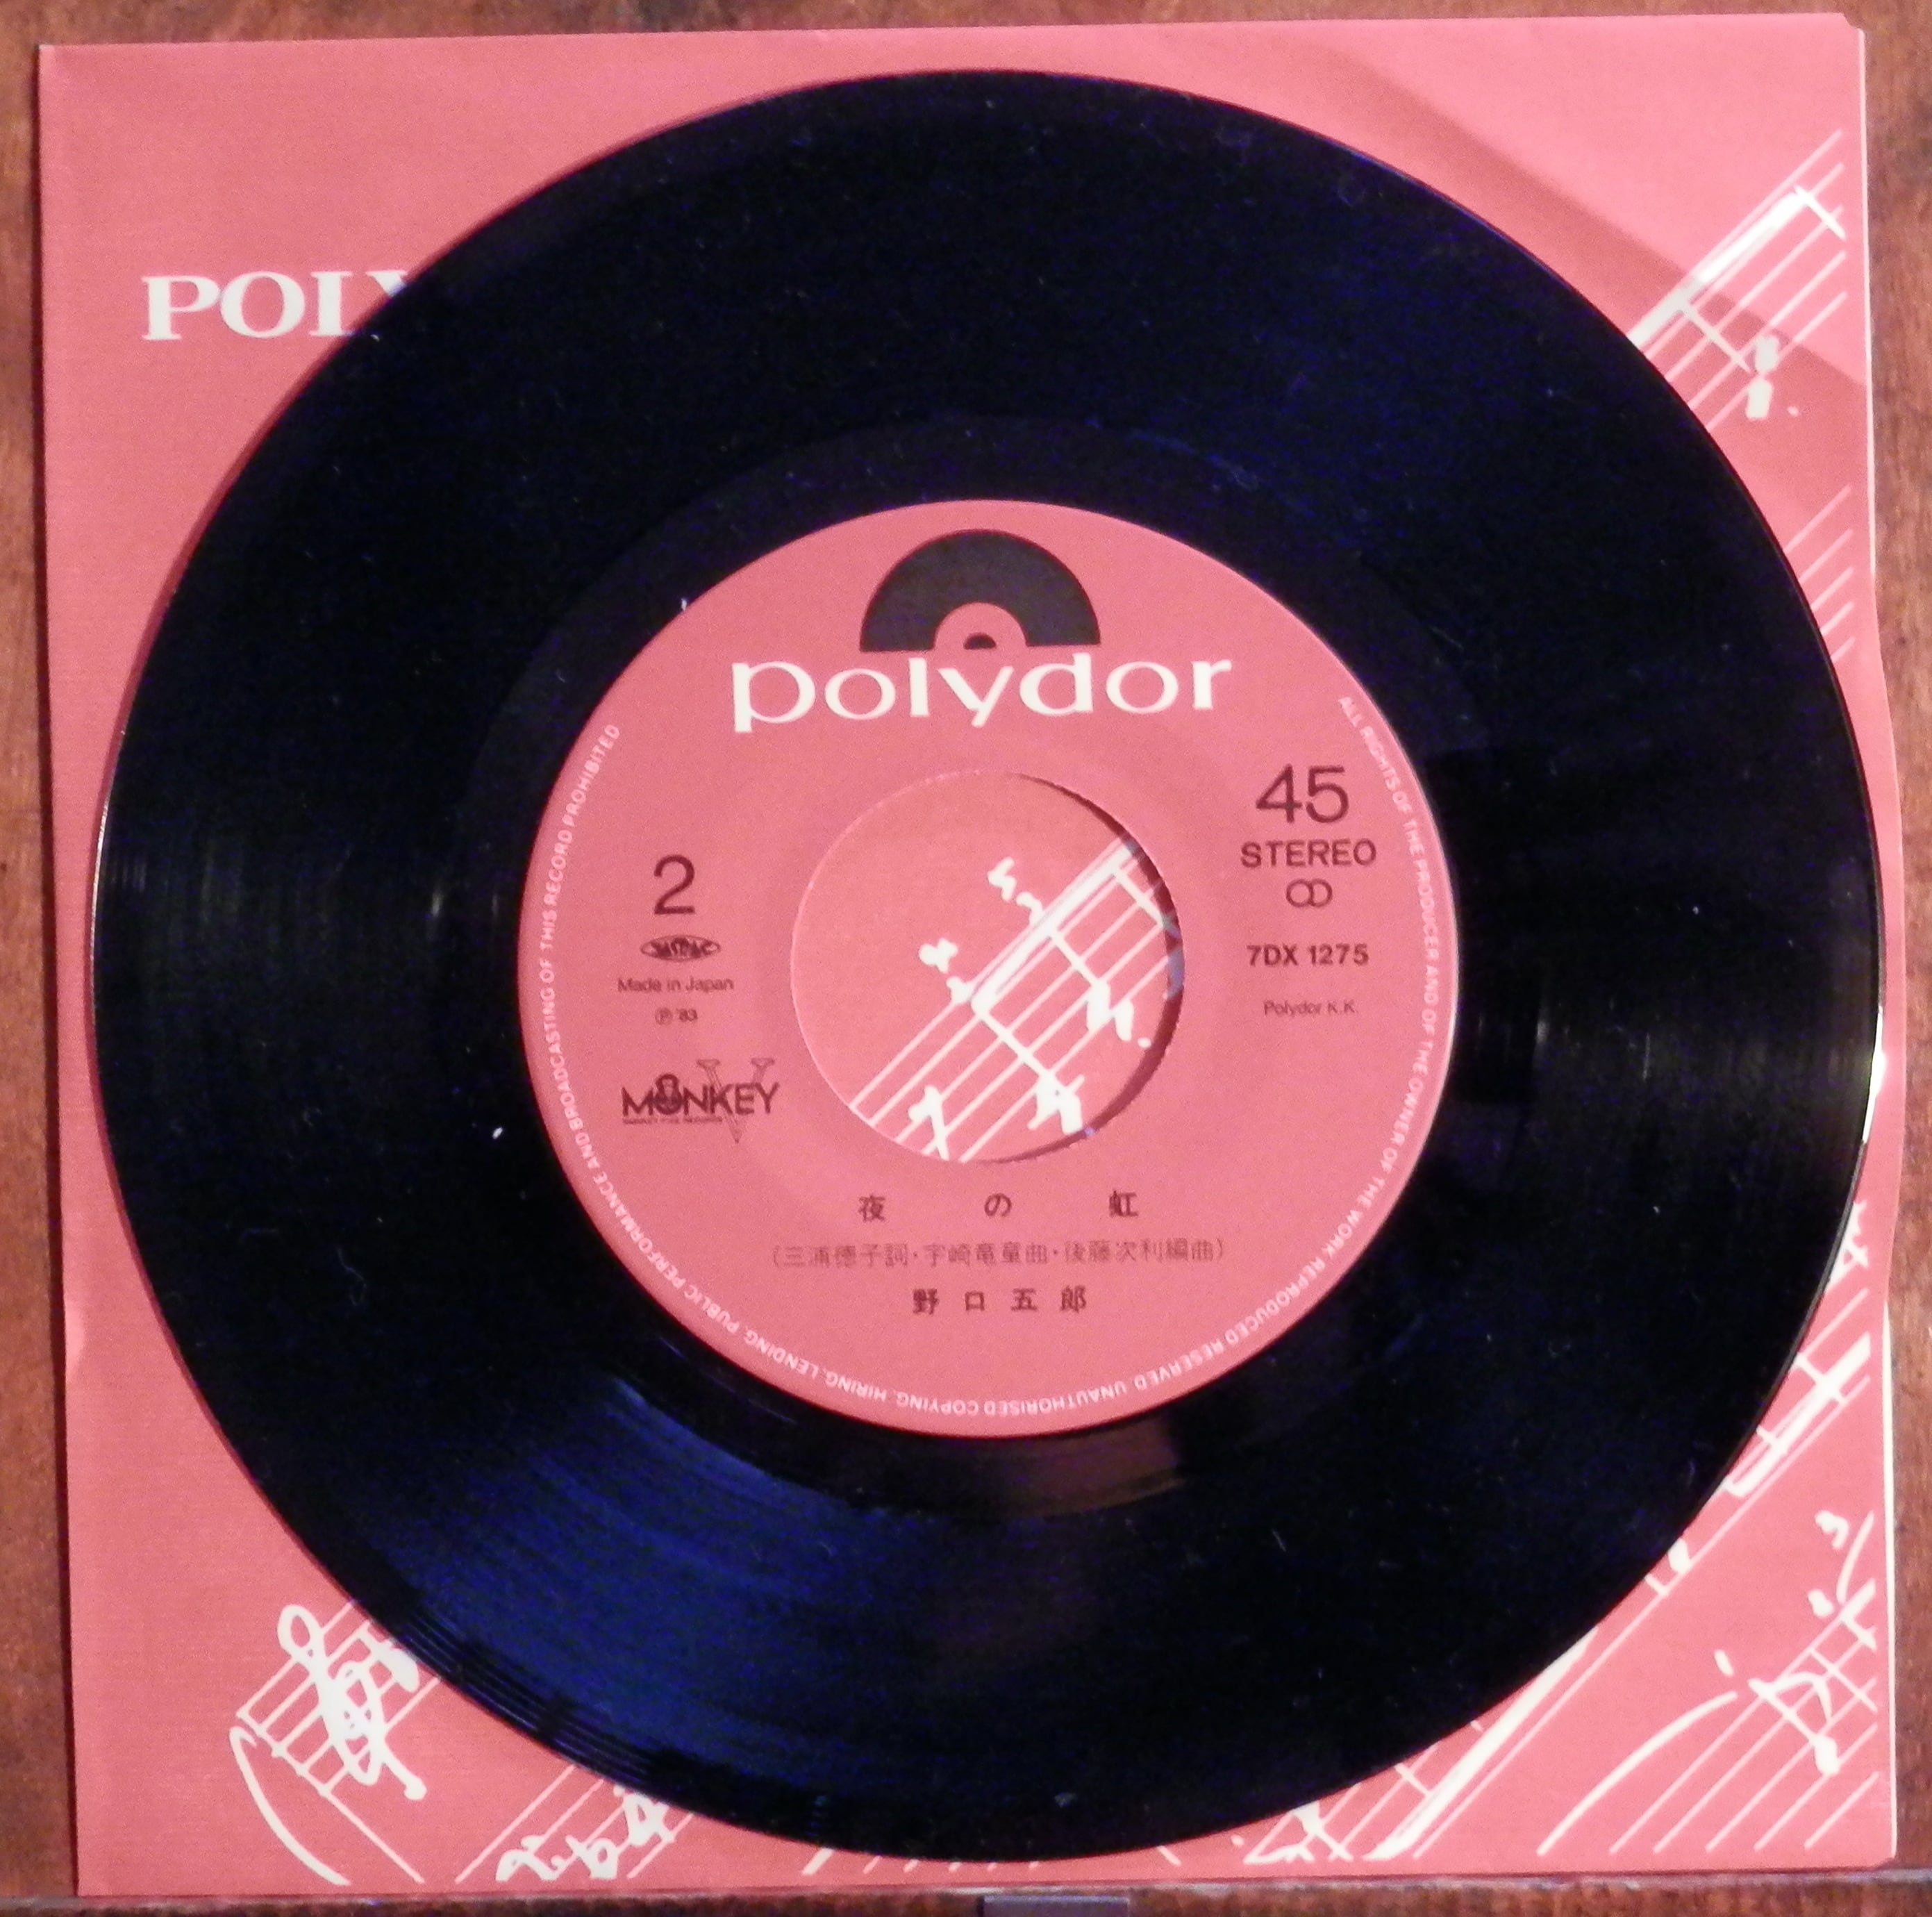 POLY
polydor
45
STEREO
2
JASRAC
7DX 1275
Made in Japan
Polydor K.K.
Ⓟ '83
MONKEY V
夜の虹
(三浦徳子詞・宇崎竜童曲・後藤次利編曲)
野口五郎
ALL RIGHTS OF THE PRODUCER AND OF THE OWNER OF THE WORK REPRODUCED RESERVED. UNAUTHORISED COPYING, HIRING, LENDING, PUBLIC PERFORMANCE AND BROADCASTING OF THIS RECORD PROHIBITED